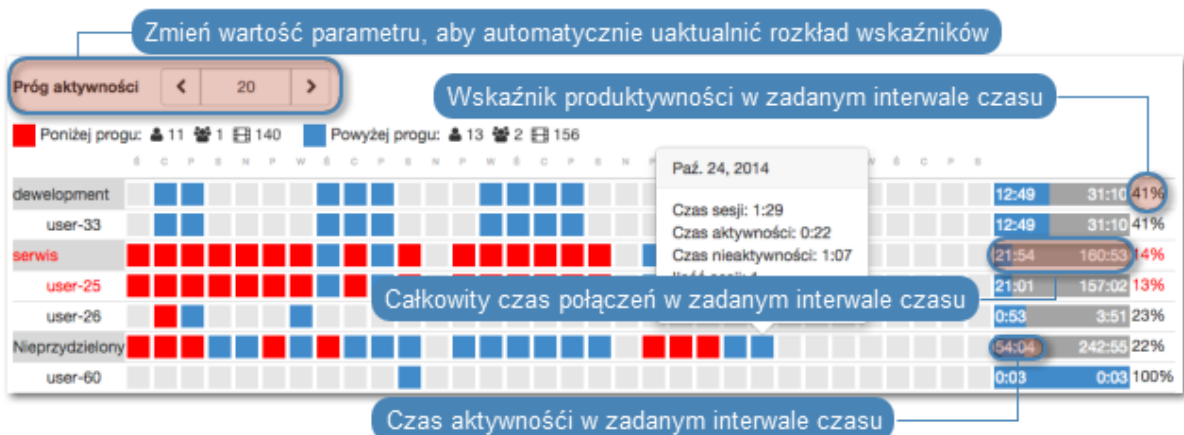 Zmień wartość parametru, aby automatycznie uaktualnić rozkład wskaźników
Próg aktywności 20
Wskaźnik produktywności w zadanym interwale czasu
Poniżej progu: 11 1 140 Powyżej progu: 13 2 156
Ś C P S N P W Ś C P S N P W Ś C P S N P W Ś C P S
Paź. 24, 2014
dewelopment 12:49 31:10 41%
Czas sesji: 1:29
user-33 12:49 31:10 41%
Czas aktywności: 0:22
serwis 21:54 160:53 14%
Czas nieaktywności: 1:07
user-25 21:01 157:02 13%
Całkowity czas połączeń w zadanym interwale czasu
user-26 0:53 3:51 23%
Nieprzydzielony 54:04 242:55 22%
user-60 0:03 0:03 100%
Czas aktywnośći w zadanym interwale czasu